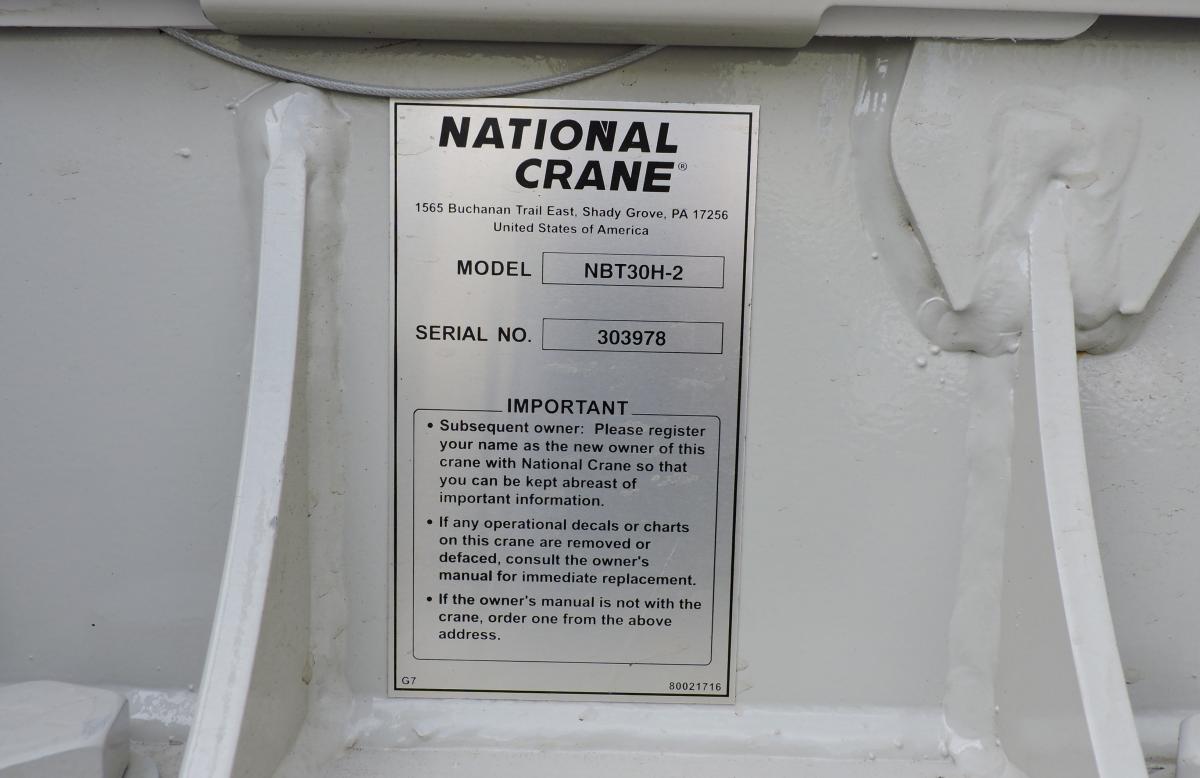 NATIONAL
CRANE®
1565 Buchanan Trail East, Shady Grove, PA 17256
United States of America
MODEL NBT30H-2
SERIAL NO. 303978
IMPORTANT
• Subsequent owner: Please register
your name as the new owner of this
crane with National Crane so that
you can be kept abreast of
important information.
• If any operational decals or charts
on this crane are removed or
defaced, consult the owner's
manual for immediate replacement.
• If the owner's manual is not with the
crane, order one from the above
address.
G7 80021716